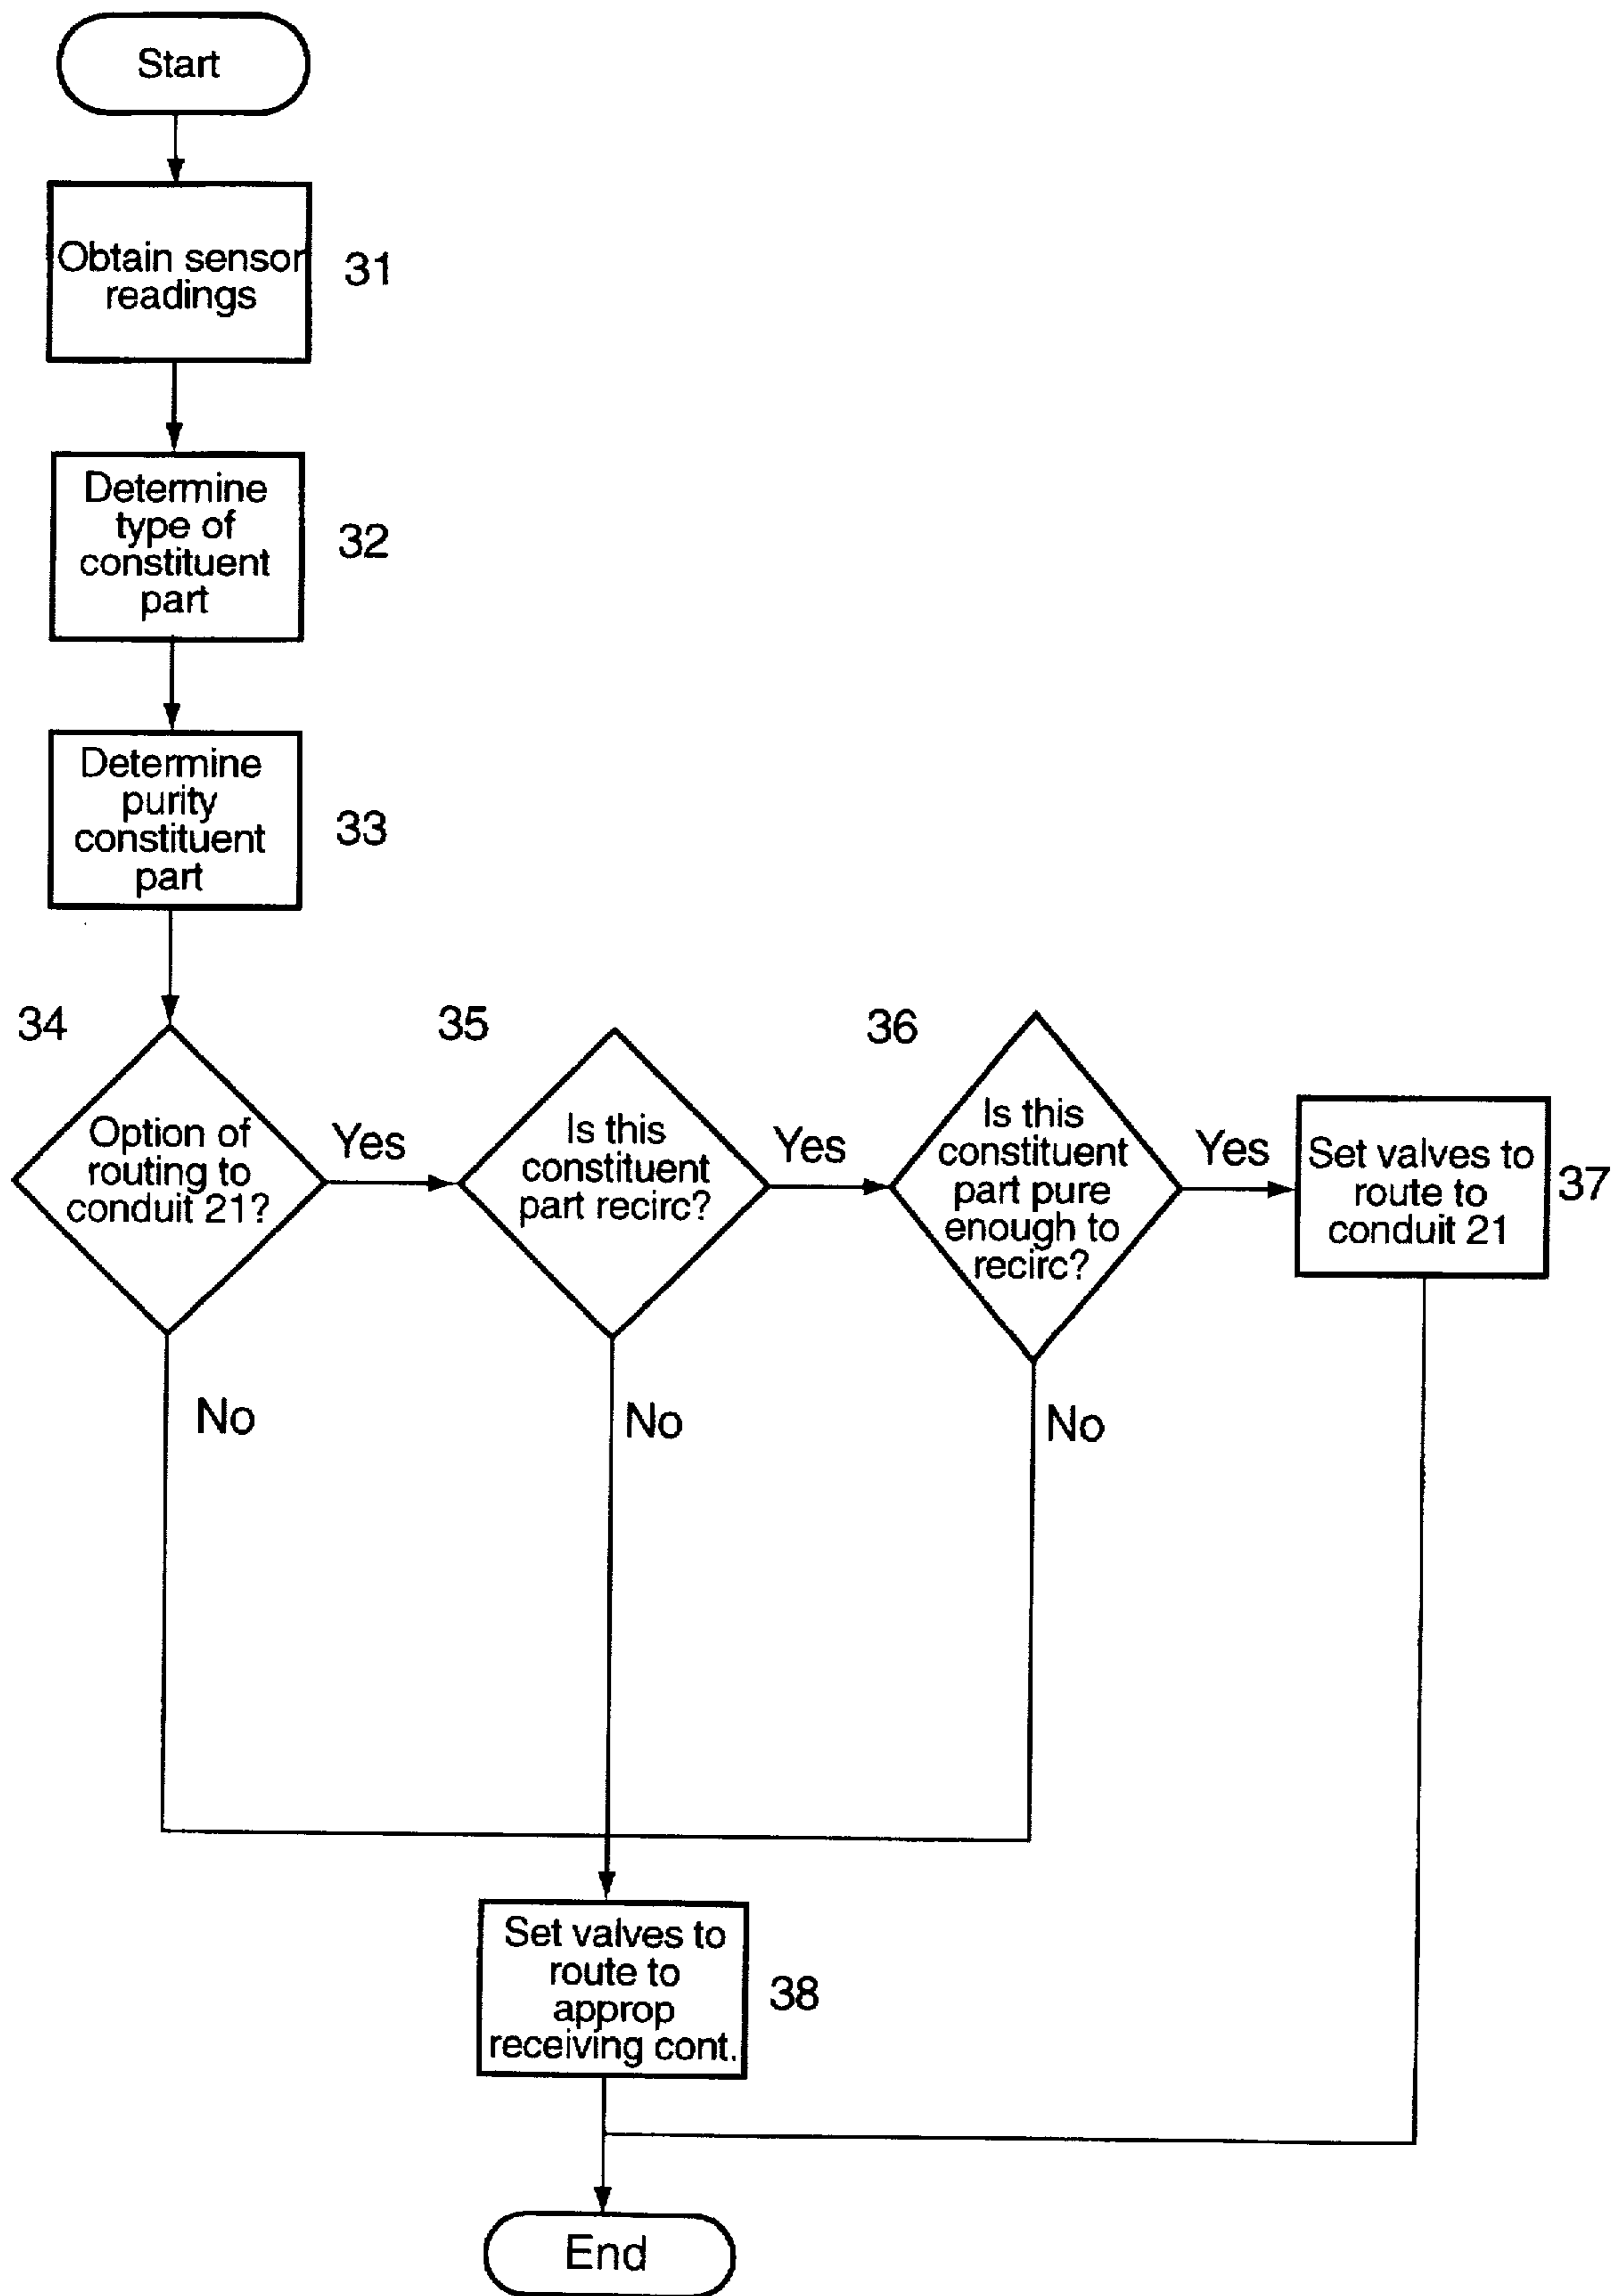 Start
Obtain sensor
readings
31
Determine
type of
constituent
part
32
Determine
purity
constituent
part
33
34
Option of
routing to
conduit 21?
Yes
No
35
Is this
constituent
part recirc?
Yes
No
36
Is this
constituent
part pure
enough to
recirc?
Yes
No
Set valves to
route to
conduit 21
37
Set valves to
route to
approp
receiving cont.
38
End